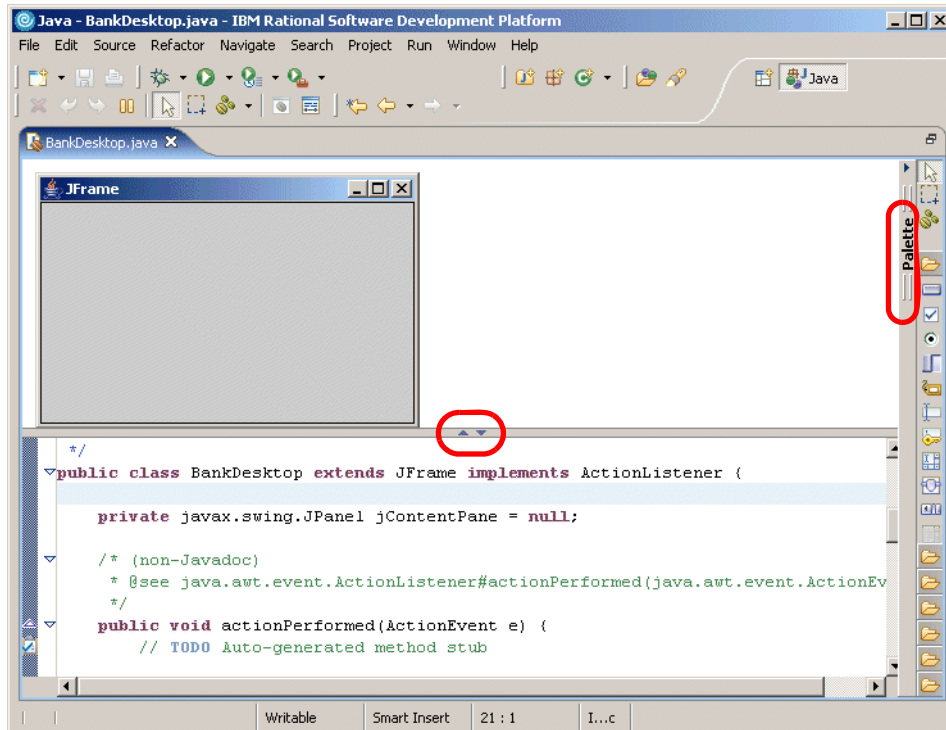 Java - BankDesktop.java - IBM Rational Software Development Platform
File Edit Source Refactor Navigate Search Project Run Window Help
Java
BankDesktop.java
JFrame
Palette
*/
public class BankDesktop extends JFrame implements ActionListener {
private javax.swing.JPanel jContentPane = null;
/* (non-Javadoc)
* @see java.awt.event.ActionListener#actionPerformed(java.awt.event.ActionEv
*/
public void actionPerformed(ActionEvent e) {
// TODO Auto-generated method stub
Writable Smart Insert 21 : 1 I...c